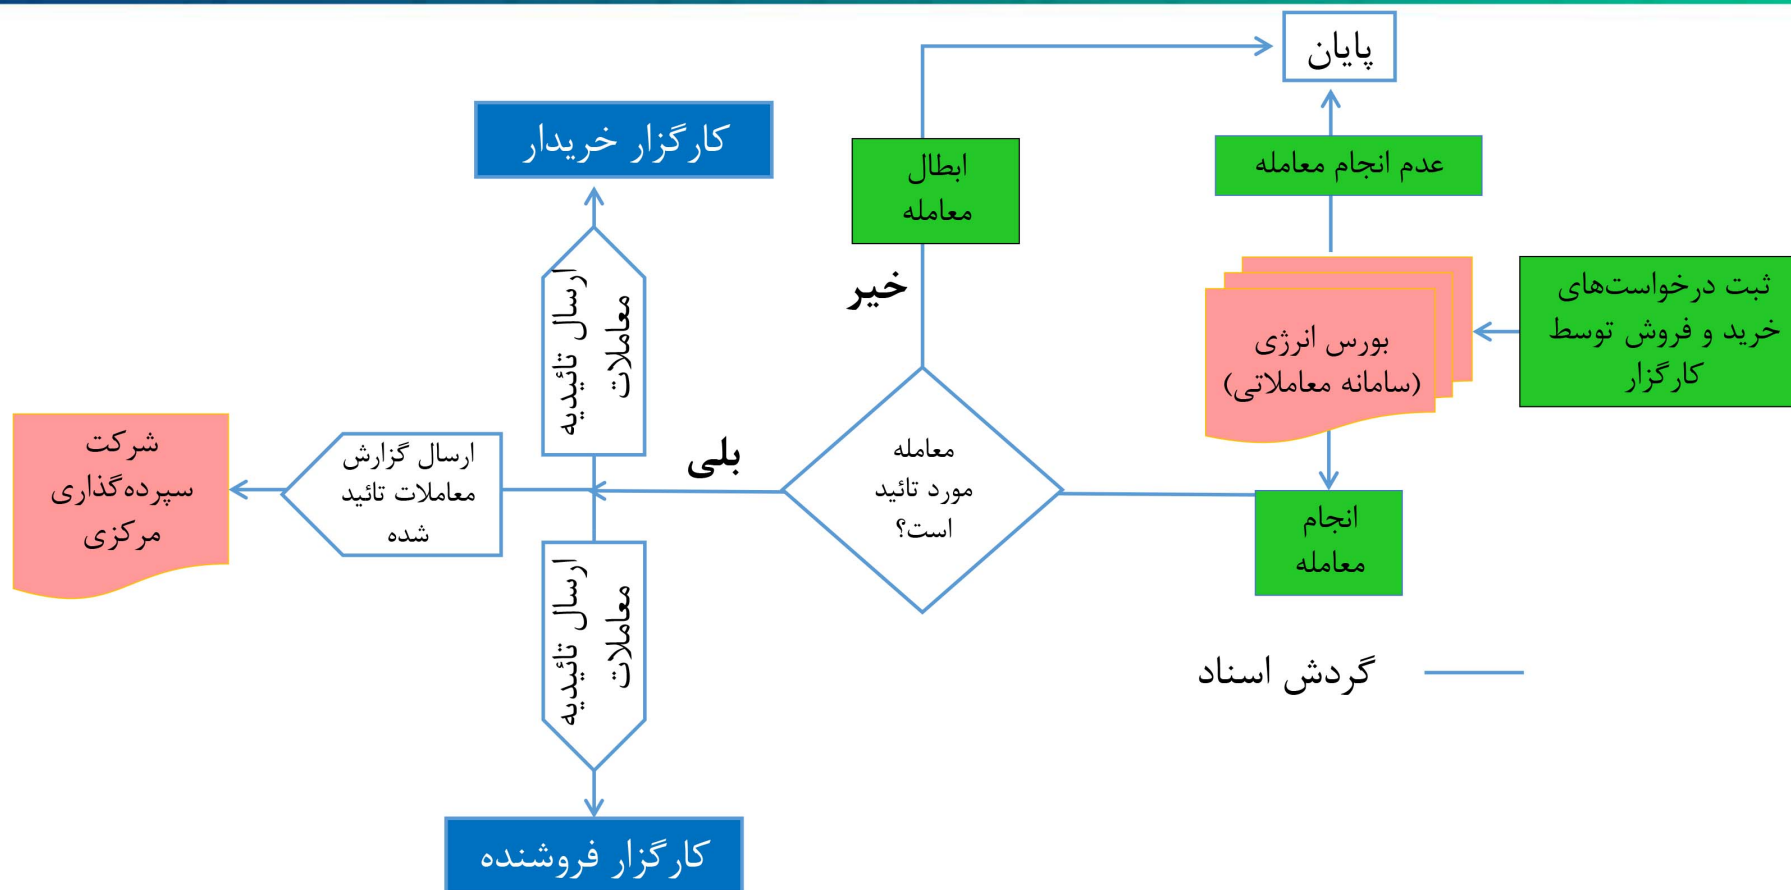 پایان
کارگزار خریدار
عدم انجام معامله
ابطال
معامله
ثبت درخواست‌های
خرید و فروش توسط
کارگزار
بورس انرژی
(سامانه معاملاتی)
خیر
ارسال تائیدیه
معاملات
بلی
معامله
مورد تائید
است؟
انجام
معامله
ارسال گزارش
معاملات تائید
شده
شرکت
سپرده‌گذاری
مرکزی
ارسال تائیدیه
معاملات
گردش اسناد
کارگزار فروشنده